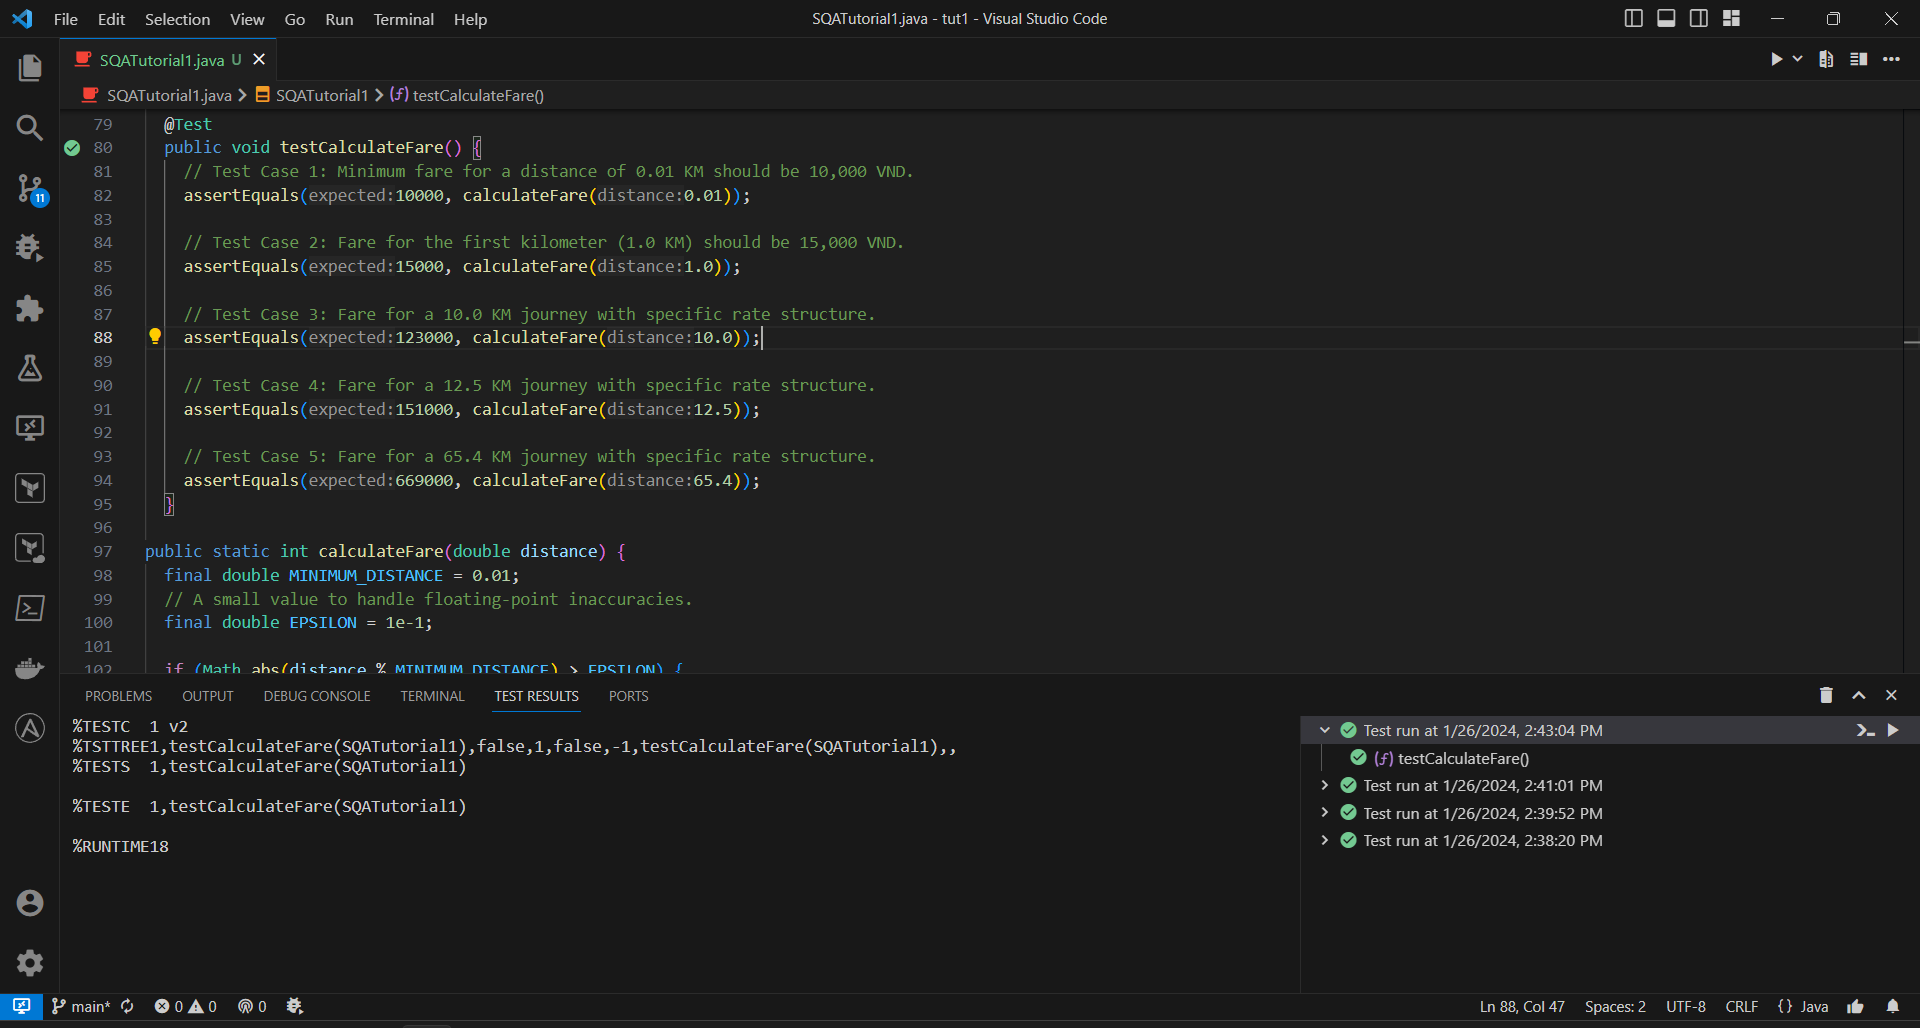 File Edit Selection View Go Run Terminal Help
SQATutorial1.java - tut1 - Visual Studio Code
SQATutorial1.java U
SQATutorial1.java > SQATutorial1 > testCalculateFare()
79 @Test
80 public void testCalculateFare() {
81 // Test Case 1: Minimum fare for a distance of 0.01 KM should be 10,000 VND.
82 assertEquals(expected:10000, calculateFare(distance:0.01));
83
84 // Test Case 2: Fare for the first kilometer (1.0 KM) should be 15,000 VND.
85 assertEquals(expected:15000, calculateFare(distance:1.0));
86
87 // Test Case 3: Fare for a 10.0 KM journey with specific rate structure.
88 assertEquals(expected:123000, calculateFare(distance:10.0));
89
90 // Test Case 4: Fare for a 12.5 KM journey with specific rate structure.
91 assertEquals(expected:151000, calculateFare(distance:12.5));
92
93 // Test Case 5: Fare for a 65.4 KM journey with specific rate structure.
94 assertEquals(expected:669000, calculateFare(distance:65.4));
95 }
96
97 public static int calculateFare(double distance) {
98 final double MINIMUM_DISTANCE = 0.01;
99 // A small value to handle floating-point inaccuracies.
100 final double EPSILON = 1e-1;
101
102 if (Math.abs(distance % MINIMUM_DISTANCE) > EPSILON) {
11
PROBLEMS OUTPUT DEBUG CONSOLE TERMINAL TEST RESULTS PORTS
%TESTC 1 v2
%TSTTREE1,testCalculateFare(SQATutorial1),false,1,false,-1,testCalculateFare(SQATutorial1),,
%TESTS 1,testCalculateFare(SQATutorial1)
%TESTE 1,testCalculateFare(SQATutorial1)
%RUNTIME18
Test run at 1/26/2024, 2:43:04 PM
testCalculateFare()
Test run at 1/26/2024, 2:41:01 PM
Test run at 1/26/2024, 2:39:52 PM
Test run at 1/26/2024, 2:38:20 PM
main* 0 0 0
Ln 88, Col 47 Spaces: 2 UTF-8 CRLF {} Java